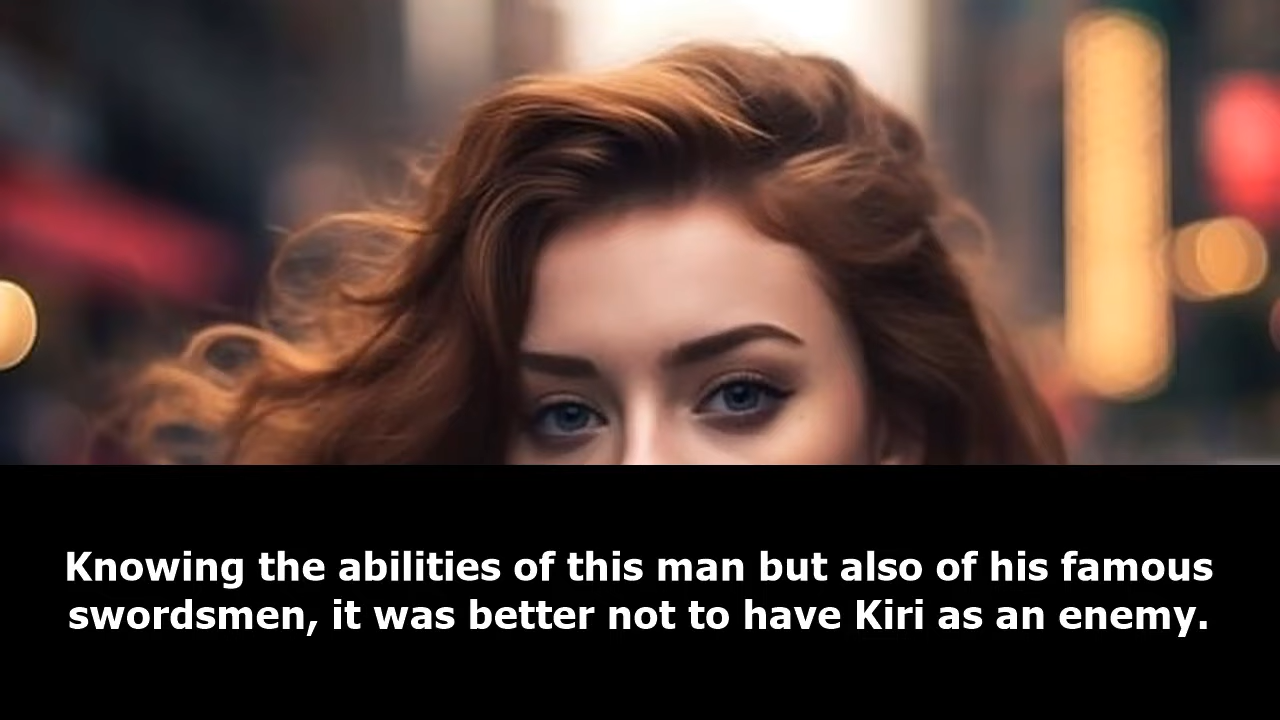 Knowing the abilities of this man but also of his famous
swordsmen, it was better not to have Kiri as an enemy.